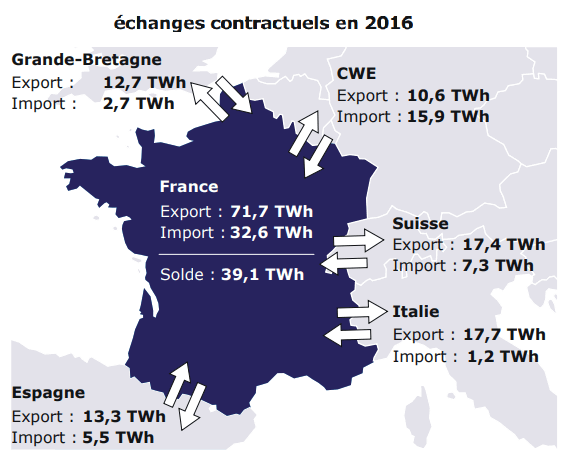 échanges contractuels en 2016
Grande-Bretagne
Export : 12,7 TWh
Import : 2,7 TWh
CWE
Export : 10,6 TWh
Import : 15,9 TWh
France
Export : 71,7 TWh
Import : 32,6 TWh
Solde : 39,1 TWh
Suisse
Export : 17,4 TWh
Import : 7,3 TWh
Italie
Export : 17,7 TWh
Import : 1,2 TWh
Espagne
Export : 13,3 TWh
Import : 5,5 TWh